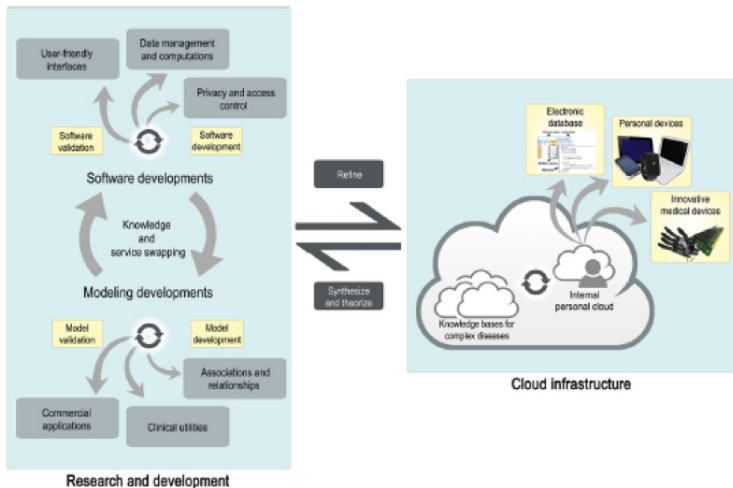 User-friendly
interfaces
Data management
and computations
Privacy and access
control
Software
validation
Software
development
Software developments
Knowledge
and
service swapping
Modeling developments
Model
validation
Model
development
Associations and
relationships
Commercial
applications
Clinical utilities
Research and development
Refine
Synthesize
and theorize
Electronic
database
Personal devices
Innovative
medical devices
Internal
personal cloud
Knowledge bases for
complex diseases
Cloud infrastructure